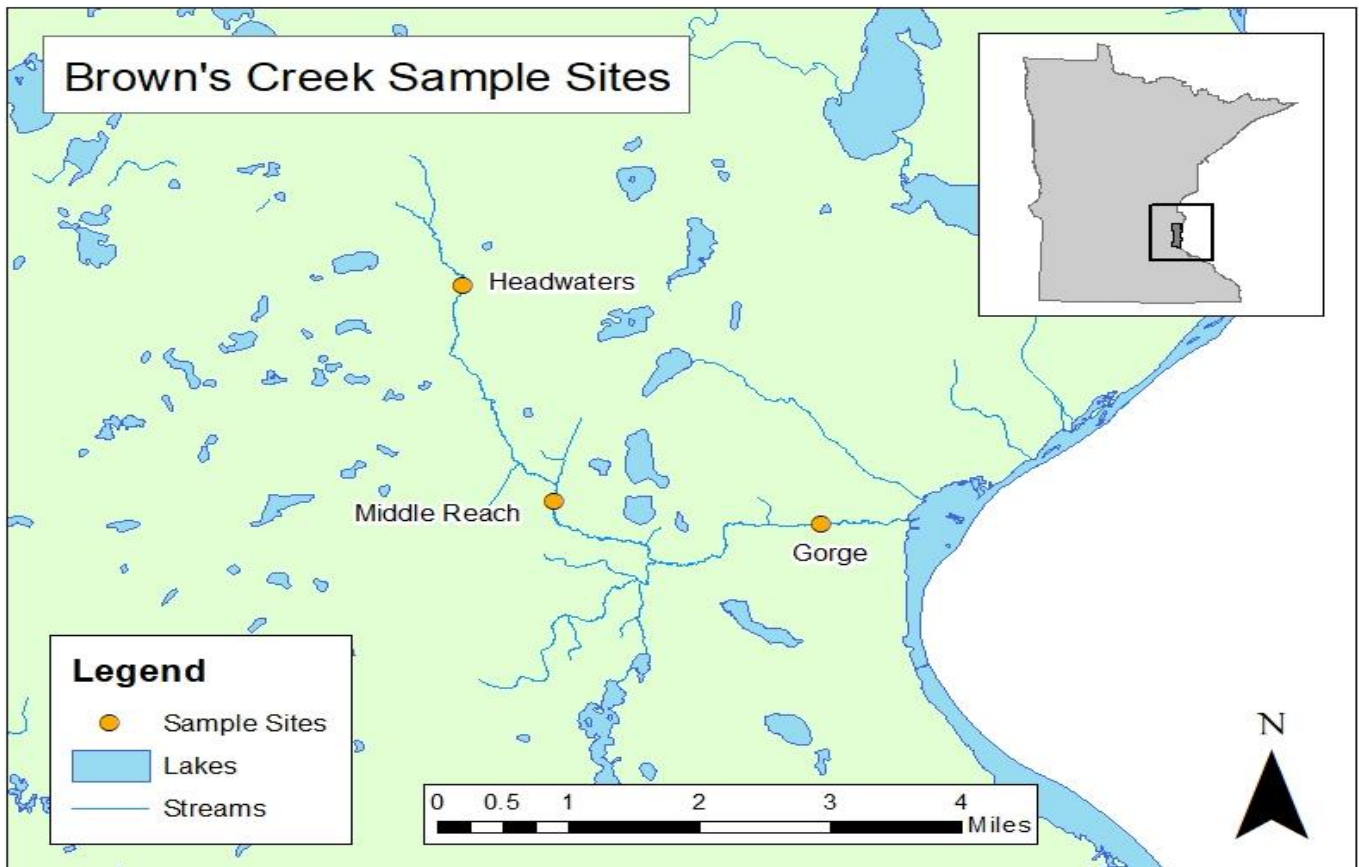 Brown's Creek Sample Sites
Headwaters
Middle Reach
Gorge
Legend
Sample Sites
Lakes
Streams
0 0.5 1 2 3 4
Miles
N